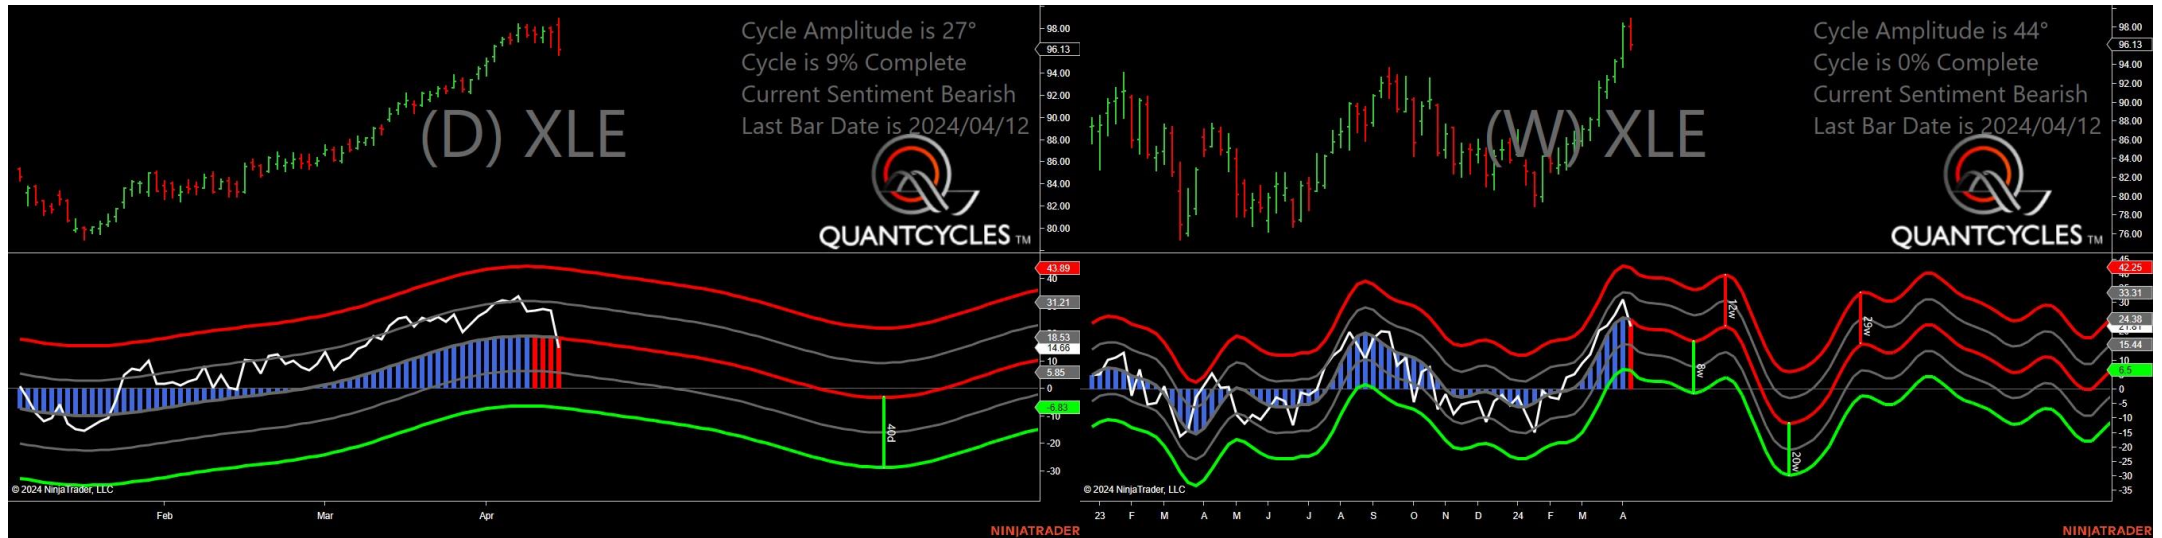 Cycle Amplitude is 27°
Cycle is 9% Complete
Current Sentiment Bearish
Last Bar Date is 2024/04/12
(D) XLE
QUANTCYCLES TM
98.00
96.13
94.00
92.00
90.00
88.00
86.00
84.00
82.00
80.00
43.89
40
31.21
18.53
14.66
10
5.85
0
-6.83
-10
-20
-30
40d
© 2024 NinjaTrader, LLC
Feb
Mar
Apr
NINJATRADER
Cycle Amplitude is 44°
Cycle is 0% Complete
Current Sentiment Bearish
Last Bar Date is 2024/04/12
(W) XLE
QUANTCYCLES TM
98.00
96.13
94.00
92.00
90.00
88.00
86.00
84.00
82.00
80.00
78.00
76.00
45
42.25
33.31
30
24.38
21.81
15.44
10
6.5
0
-5
-10
-15
-20
-25
-30
-35
8w
12w
20w
29w
© 2024 NinjaTrader, LLC
23 F M A M J J A S O N D 24 F M A
NINJATRADER